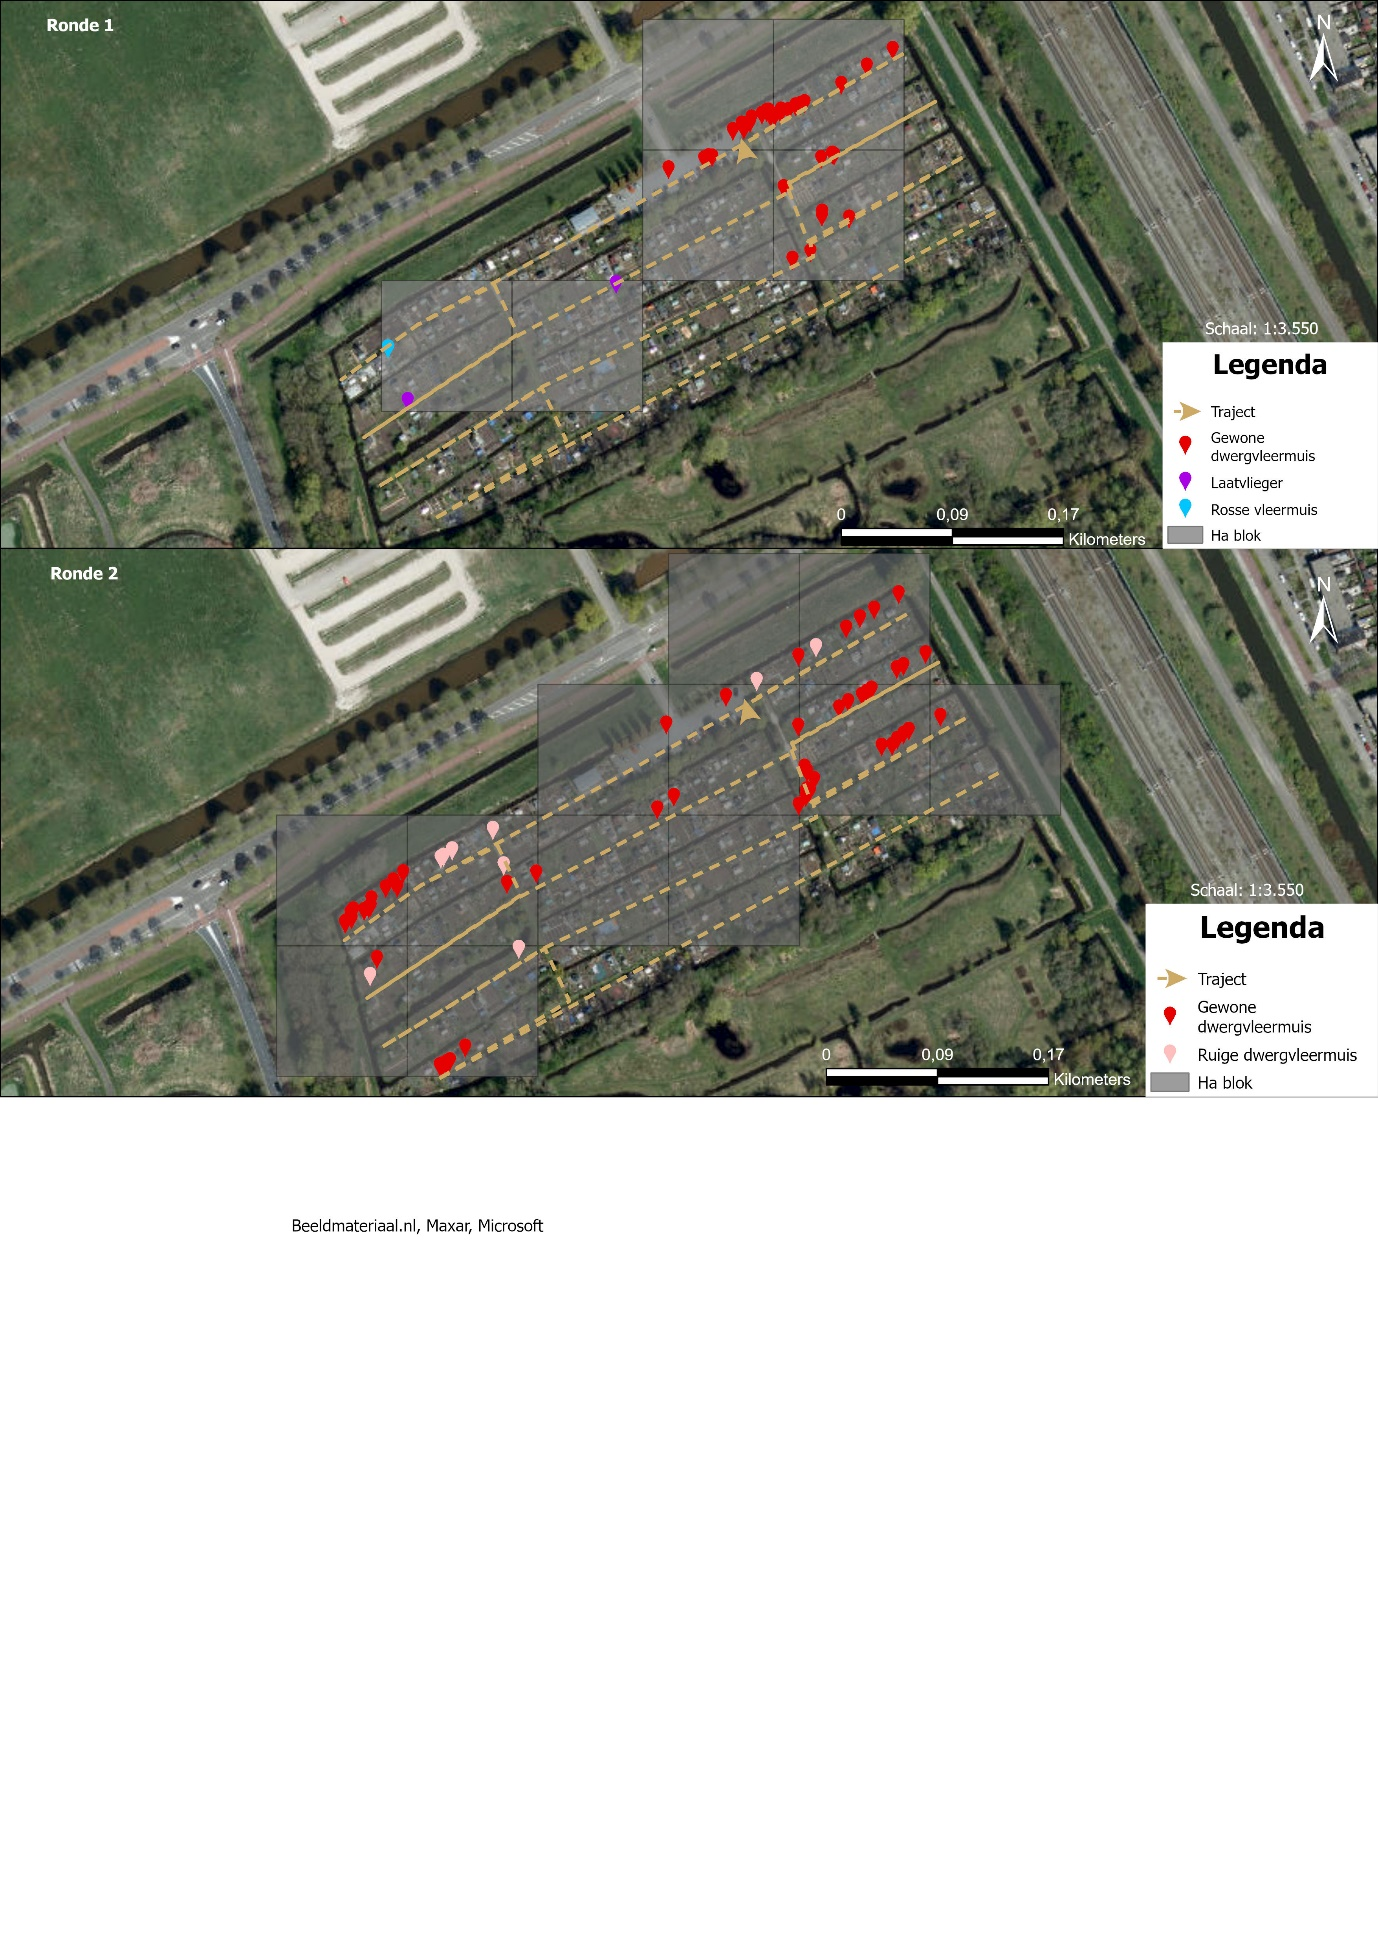 Ronde 1
N
Schaal: 1:3.550
Legenda
Traject
Gewone
dwergvleermuis
Laatvlieger
Rosse vleermuis
Ha blok
0 0,09 0,17
Kilometers
Ronde 2
N
Schaal: 1:3.550
Legenda
Traject
Gewone
dwergvleermuis
Ruige dwergvleermuis
Ha blok
0 0,09 0,17
Kilometers
Beeldmateriaal.nl, Maxar, Microsoft